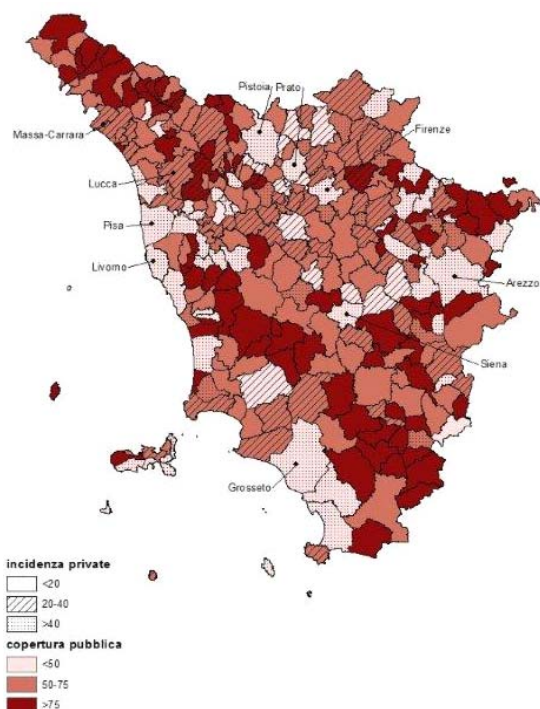 Pistoia Prato
Massa-Carrara
Firenze
Lucca
Pisa
Livorno
Arezzo
Siena
Grosseto
incidenza private
<20
20-40
>40
copertura pubblica
<50
50-75
>75